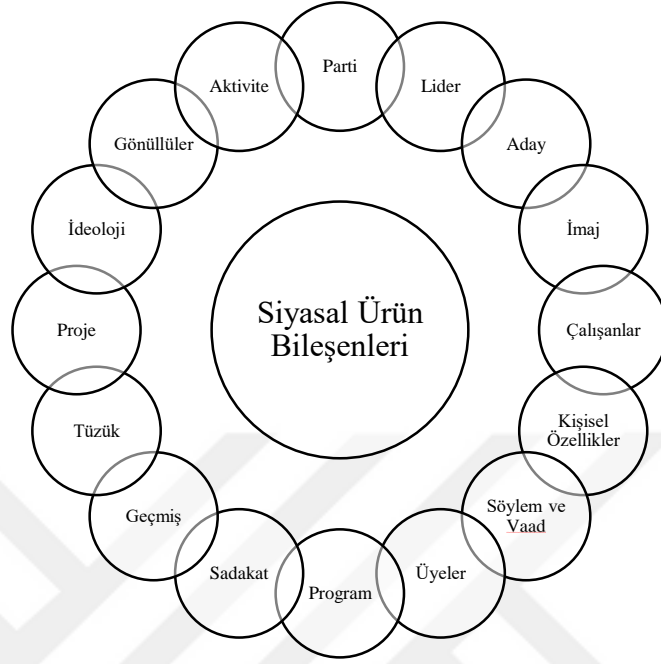 Parti
Lider
Aday
İmaj
Çalışanlar
Kişisel
Özellikler
Söylem ve
Vaad
Üyeler
Program
Sadakat
Geçmiş
Tüzük
Proje
İdeoloji
Gönüllüler
Aktivite
Siyasal Ürün
Bileşenleri